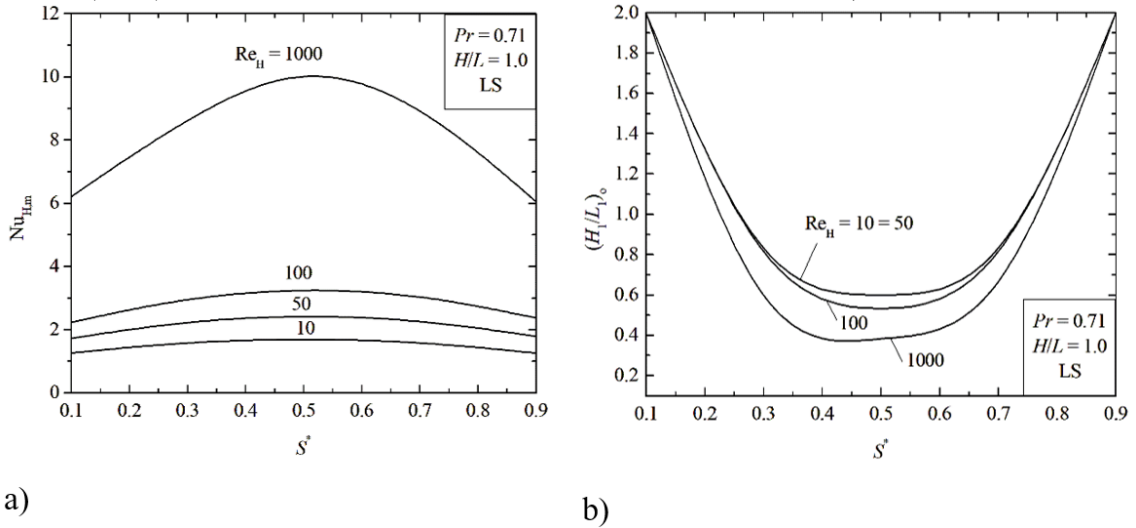 12
10
8
6
4
2
0
Nu_H,m
Re_H = 1000
100
50
10
Pr = 0.71
H/L = 1.0
LS
0.1 0.2 0.3 0.4 0.5 0.6 0.7 0.8 0.9
S*
a)
2.0
1.8
1.6
1.4
1.2
1.0
0.8
0.6
0.4
0.2
(H₁/L₁)ₒ
Re_H = 10 = 50
100
1000
Pr = 0.71
H/L = 1.0
LS
0.1 0.2 0.3 0.4 0.5 0.6 0.7 0.8 0.9
S*
b)